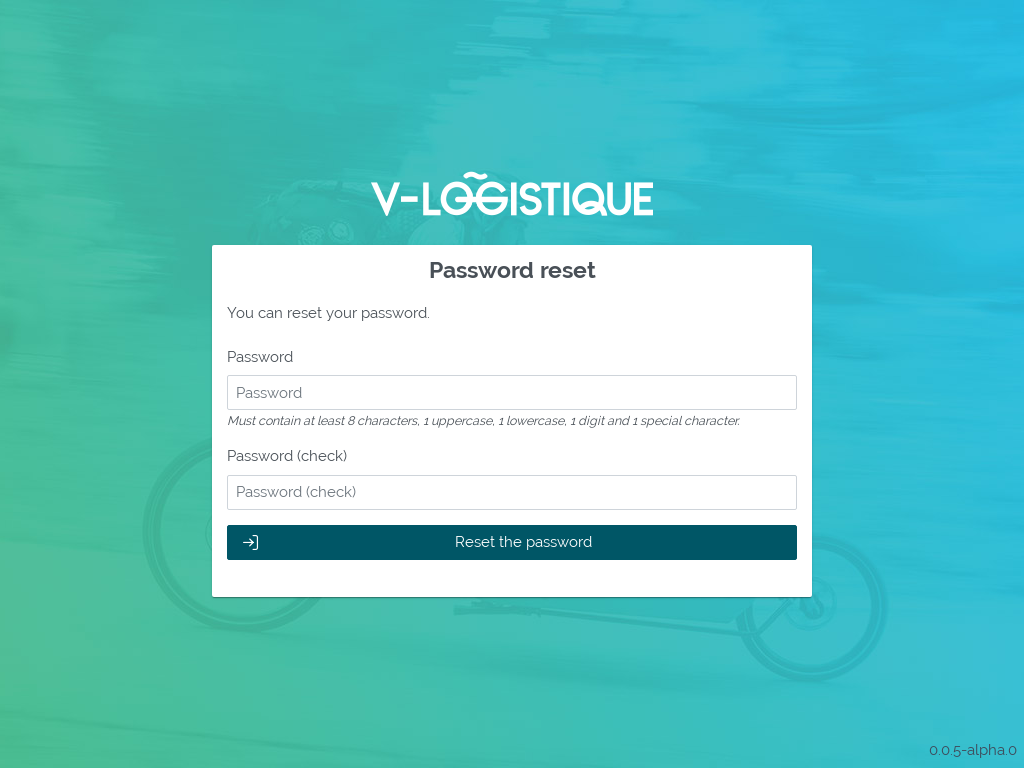 V-LOGISTIQUE
Password reset
You can reset your password.
Password
Password
Must contain at least 8 characters, 1 uppercase, 1 lowercase, 1 digit and 1 special character.
Password (check)
Password (check)
Reset the password
0.0.5-alpha.0